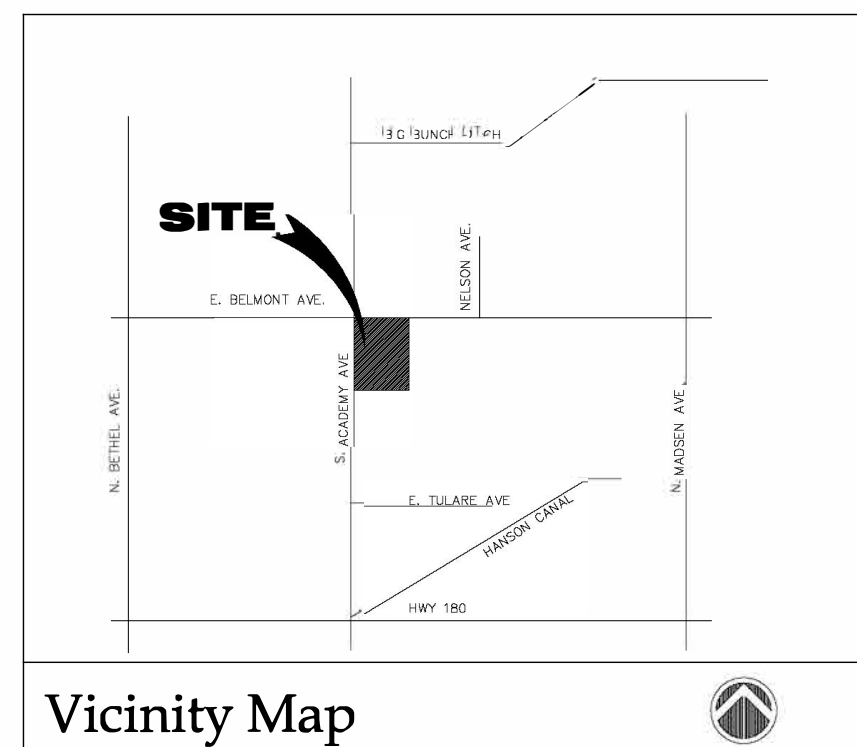 BUNCH
SITE
NELSON AVE.
E. BELMONT AVE.
S. ACADEMY AVE
N. BETHEL AVE.
N. MADSEN AVE.
E. TULARE AVE
HANSON CANAL
HWY 180
Vicinity Map